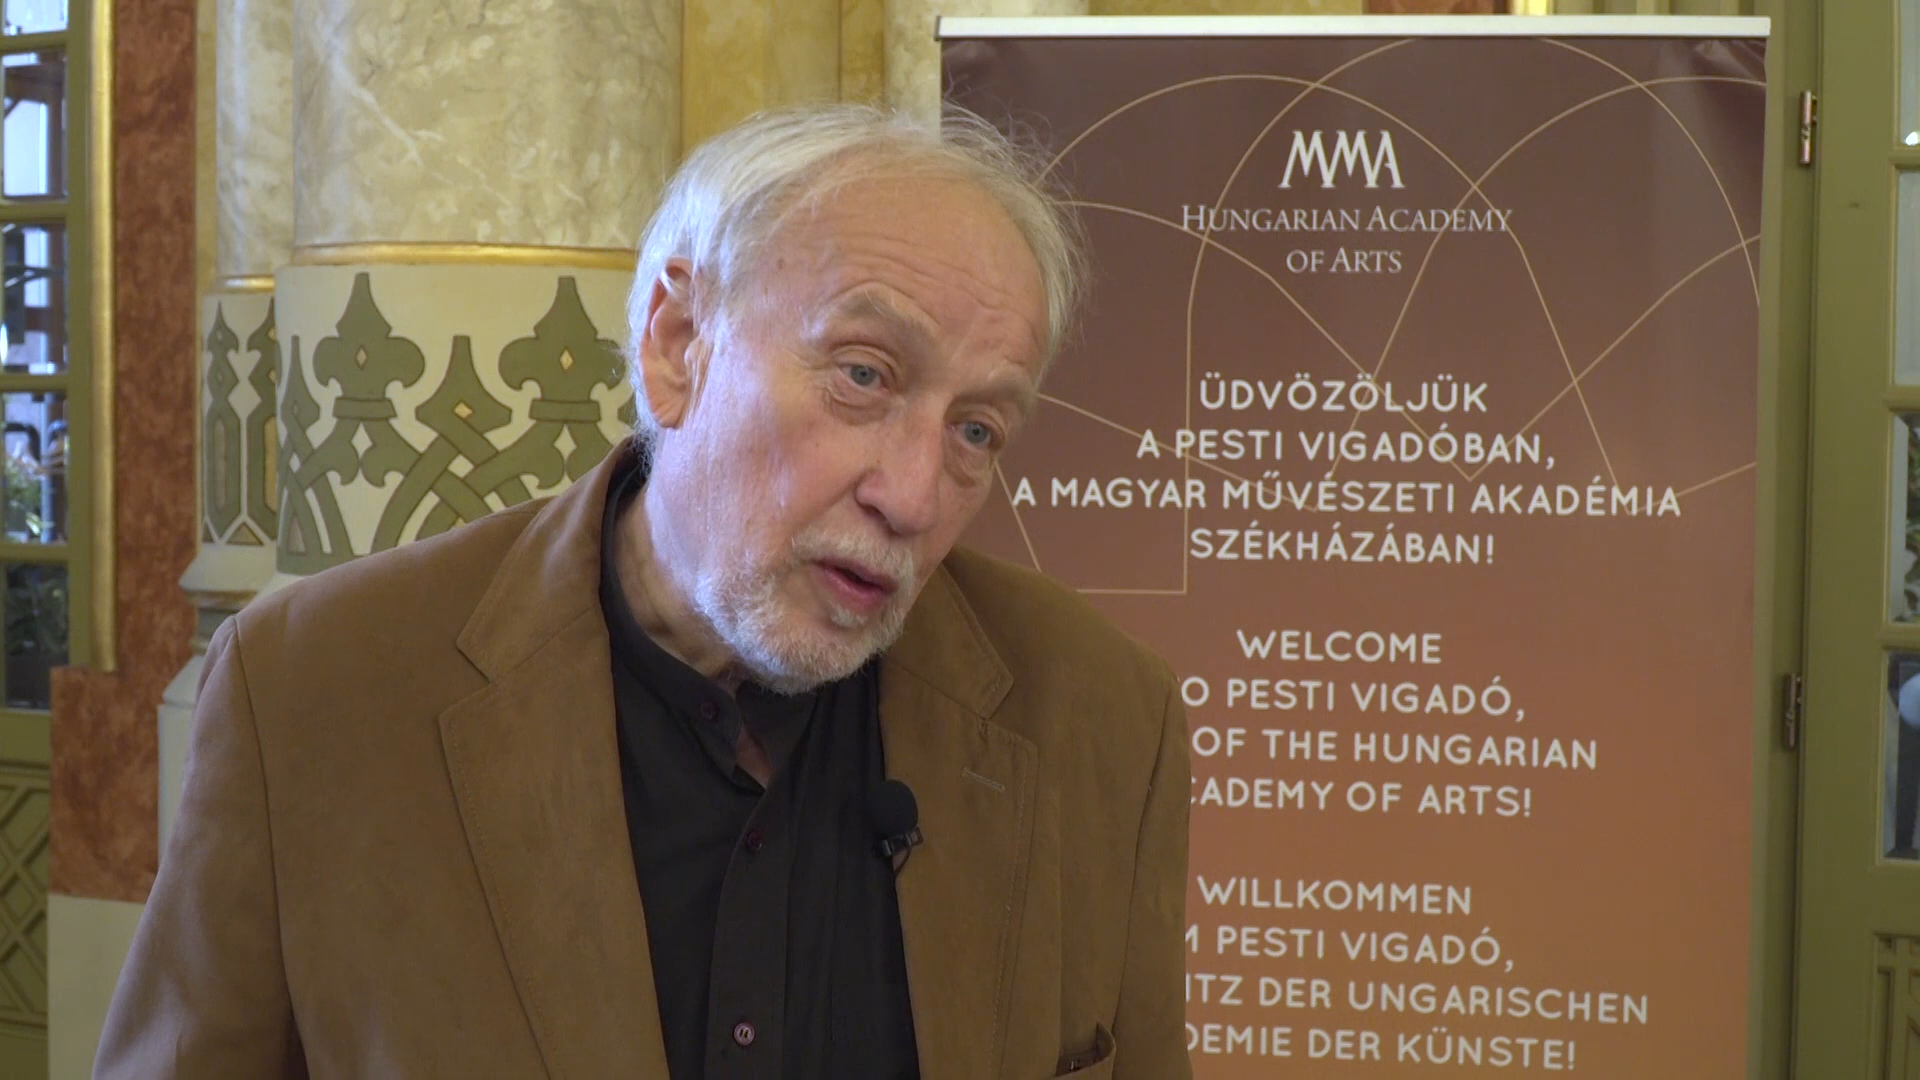 MMA
HUNGARIAN ACADEMY
OF ARTS
ÜDVÖZÖLJÜK
A PESTI VIGADÓBAN,
A MAGYAR MŰVÉSZETI AKADÉMIA
SZÉKHÁZÁBAN!
WELCOME
O PESTI VIGADÓ,
OF THE HUNGARIAN
CADEMY OF ARTS!
WILLKOMMEN
M PESTI VIGADÓ,
ITZ DER UNGARISCHEN
DEMIE DER KÜNSTE!